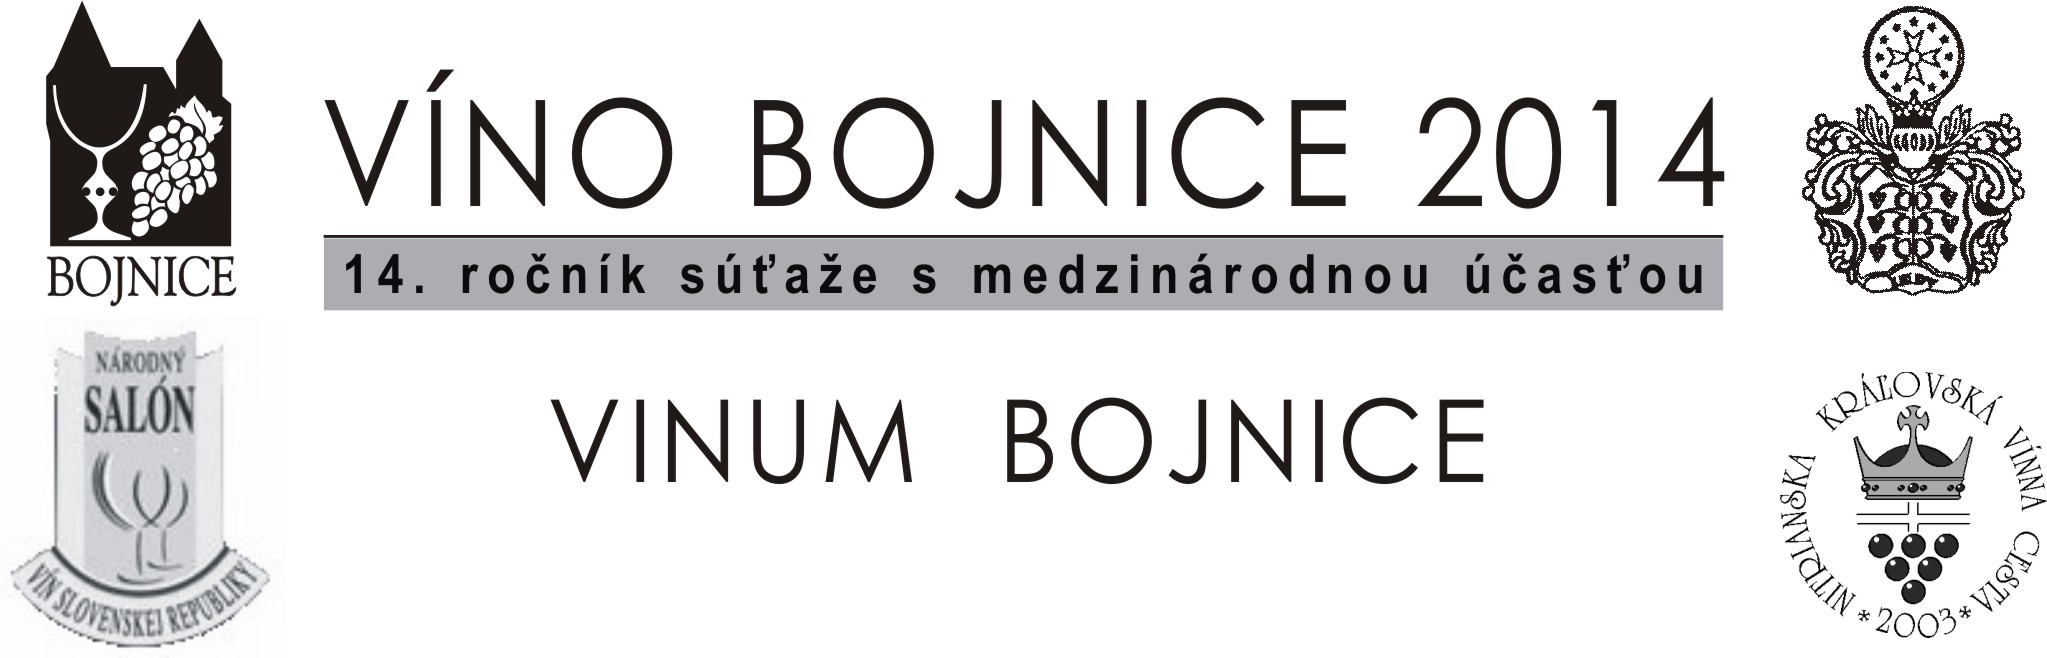 BOJNICE
VÍNO BOJNICE 2014
14. ročník súťaže s medzinárodnou účasťou
NÁRODNÝ
SALÓN
VÍN SLOVENSKEJ REPUBLIKY
VINUM BOJNICE
NITRIANSKA KRÁĽOVSKÁ VÍNNA CESTA
* 2003 *